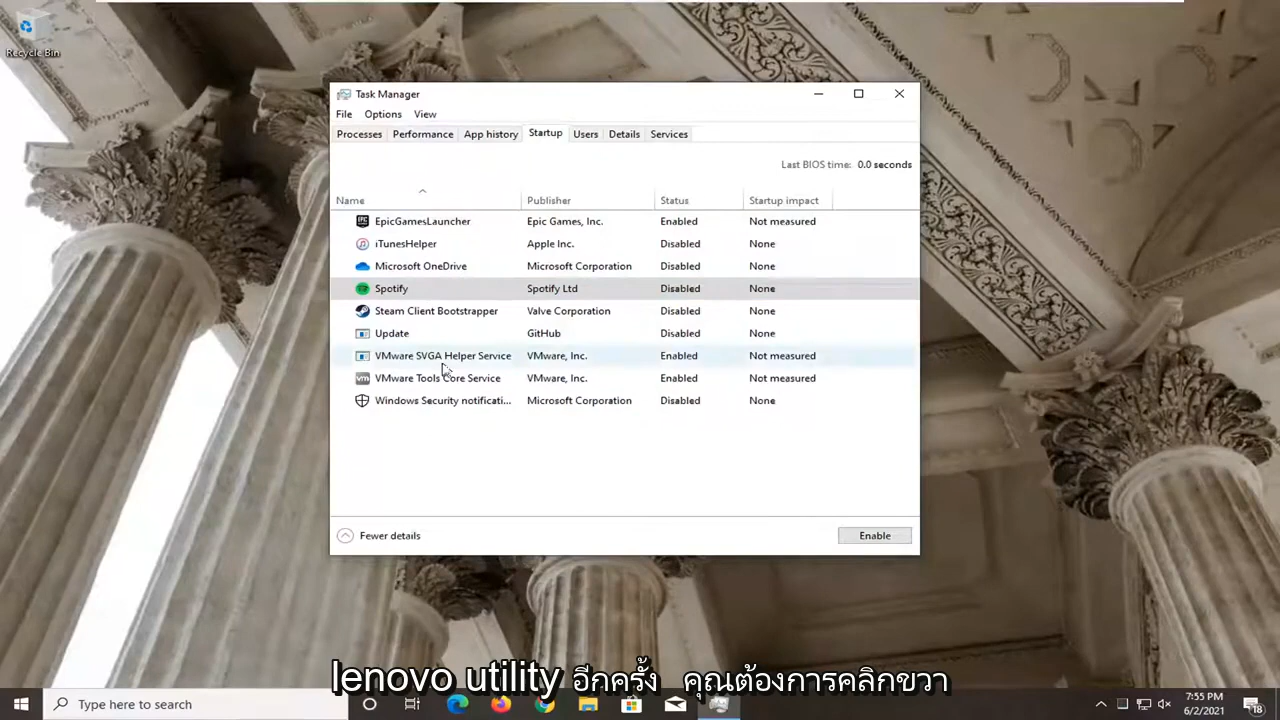 Recycle Bin
Task Manager
File Options View
Processes Performance App history Startup Users Details Services
Last BIOS time: 0.0 seconds
Name Publisher Status Startup impact
EpicGamesLauncher Epic Games, Inc. Enabled Not measured
iTunesHelper Apple Inc. Disabled None
Microsoft OneDrive Microsoft Corporation Disabled None
Spotify Spotify Ltd Disabled None
Steam Client Bootstrapper Valve Corporation Disabled None
Update GitHub Disabled None
VMware SVGA Helper Service VMware, Inc. Enabled Not measured
VMware Tools Core Service VMware, Inc. Enabled Not measured
Windows Security notificati... Microsoft Corporation Disabled None
Fewer details Enable
lenovo utility อีกครั้ง คุณต้องการคลิกขวา
Type here to search 7:55 PM
6/2/2021 18